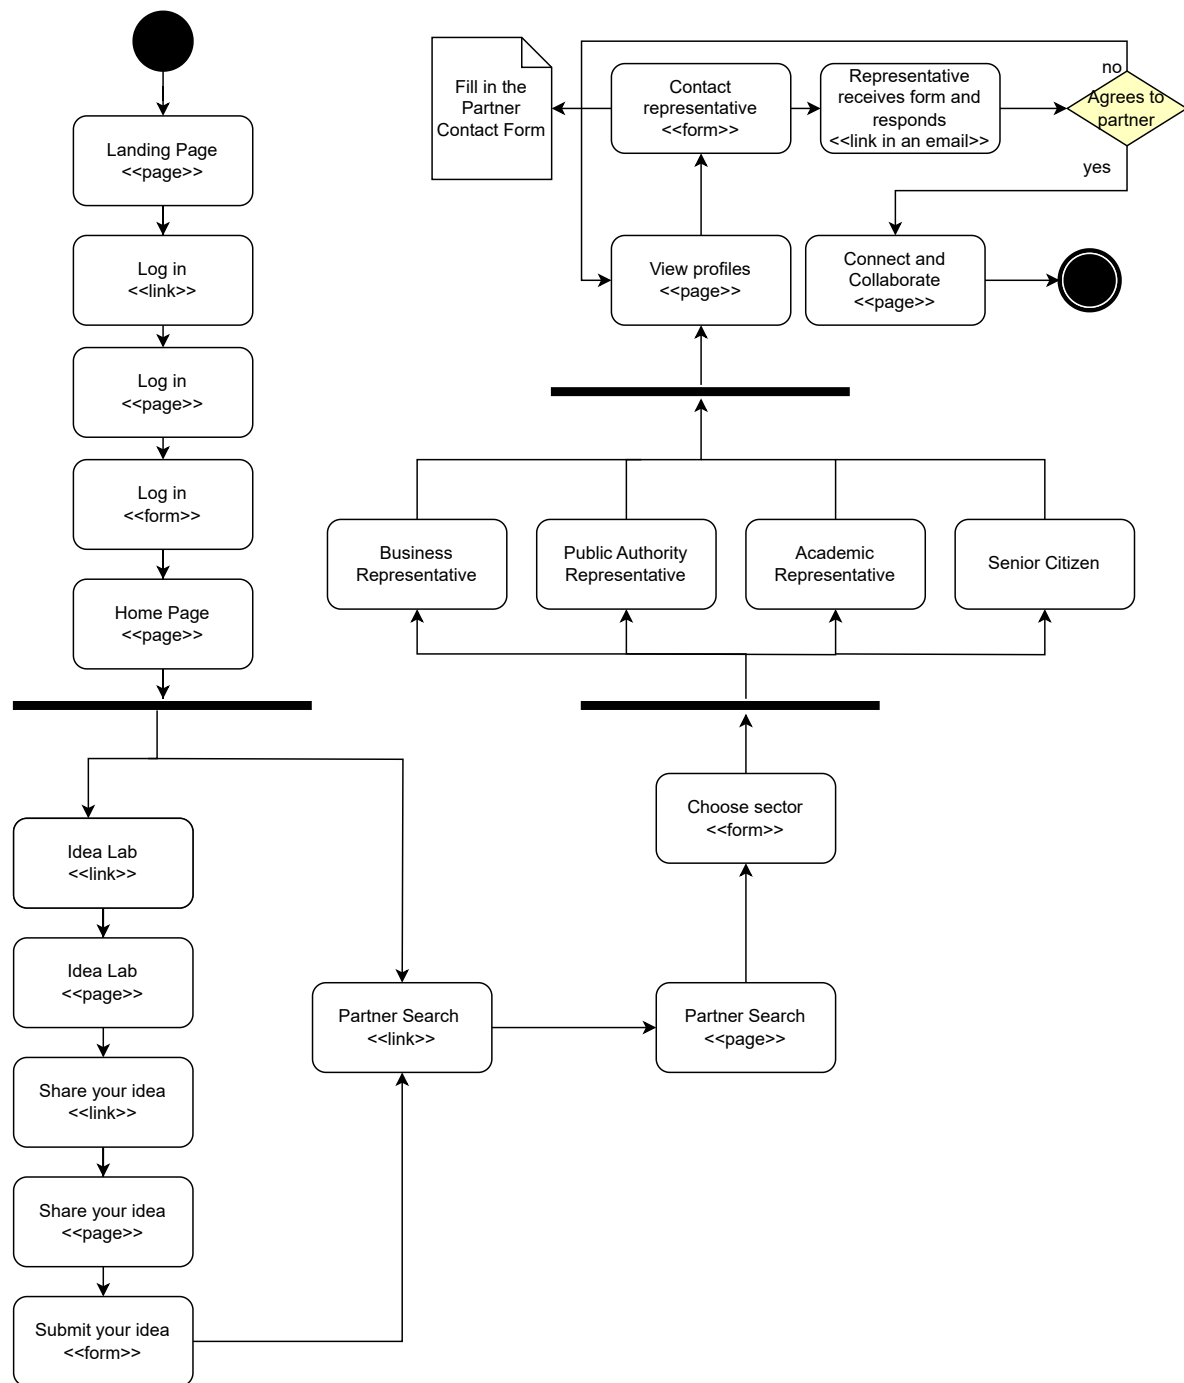 Landing Page
<<page>>
Log in
<<link>>
Log in
<<page>>
Log in
<<form>>
Home Page
<<page>>
Idea Lab
<<link>>
Idea Lab
<<page>>
Share your idea
<<link>>
Share your idea
<<page>>
Submit your idea
<<form>>
Partner Search
<<link>>
Partner Search
<<page>>
Choose sector
<<form>>
Business
Representative
Public Authority
Representative
Academic
Representative
Senior Citizen
View profiles
<<page>>
Contact
representative
<<form>>
Fill in the
Partner
Contact Form
Representative
receives form and
responds
<<link in an email>>
Agrees to
partner
no
yes
Connect and
Collaborate
<<page>>